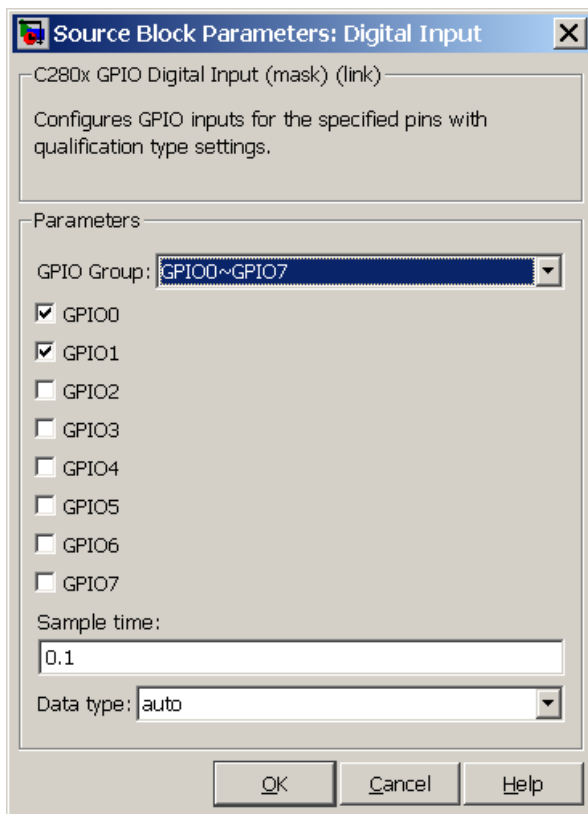 Source Block Parameters: Digital Input
C280x GPIO Digital Input (mask) (link)
Configures GPIO inputs for the specified pins with
qualification type settings.
Parameters
GPIO Group: GPIO0~GPIO7
GPIO0
GPIO1
GPIO2
GPIO3
GPIO4
GPIO5
GPIO6
GPIO7
Sample time:
0.1
Data type: auto
OK Cancel Help